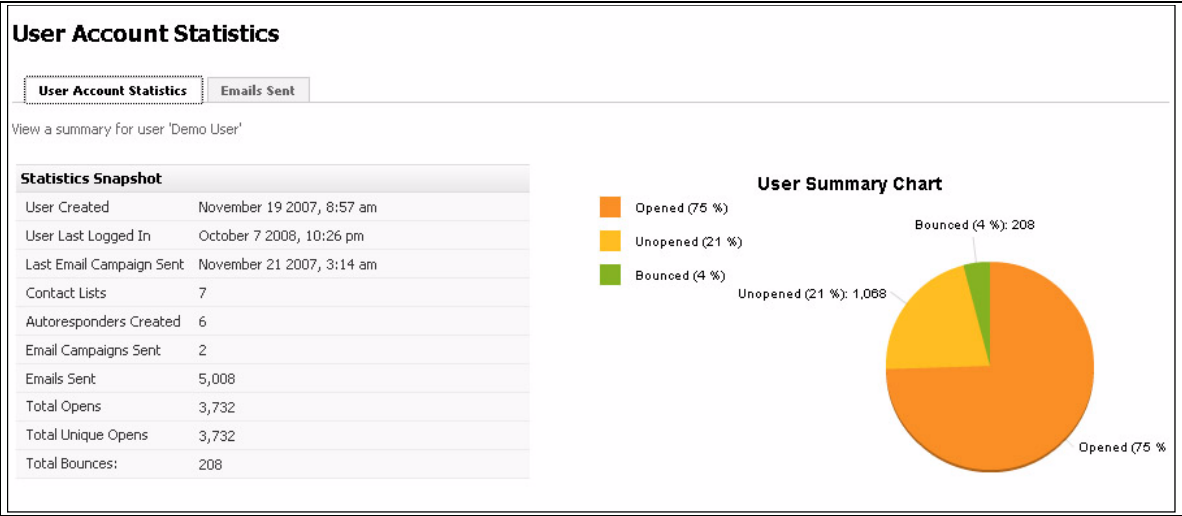 User Account Statistics
User Account Statistics Emails Sent
View a summary for user 'Demo User'
Statistics Snapshot
User Created November 19 2007, 8:57 am
User Last Logged In October 7 2008, 10:26 pm
Last Email Campaign Sent November 21 2007, 3:14 am
Contact Lists 7
Autoresponders Created 6
Email Campaigns Sent 2
Emails Sent 5,008
Total Opens 3,732
Total Unique Opens 3,732
Total Bounces: 208
User Summary Chart
Opened (75 %)
Unopened (21 %)
Bounced (4 %)
Bounced (4 %): 208
Unopened (21 %): 1,068
Opened (75 %